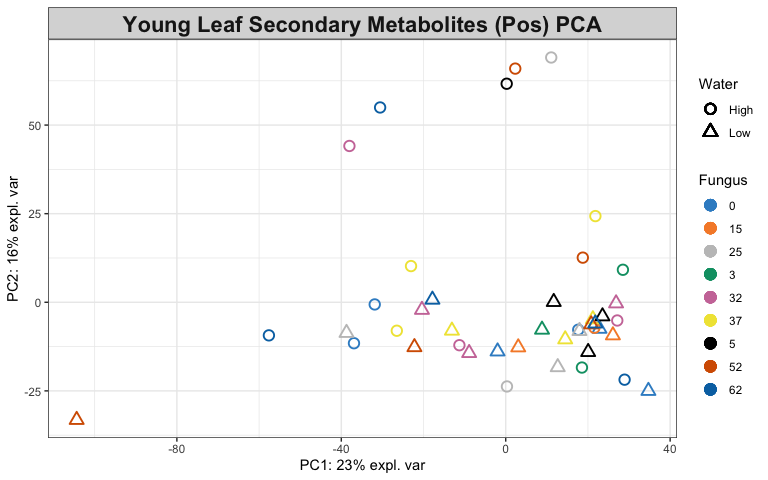 Young Leaf Secondary Metabolites (Pos) PCA
PC2: 16% expl. var
50
25
0
-25
-80
-40
0
40
PC1: 23% expl. var
Water
High
Low
Fungus
0
15
25
3
32
37
5
52
62